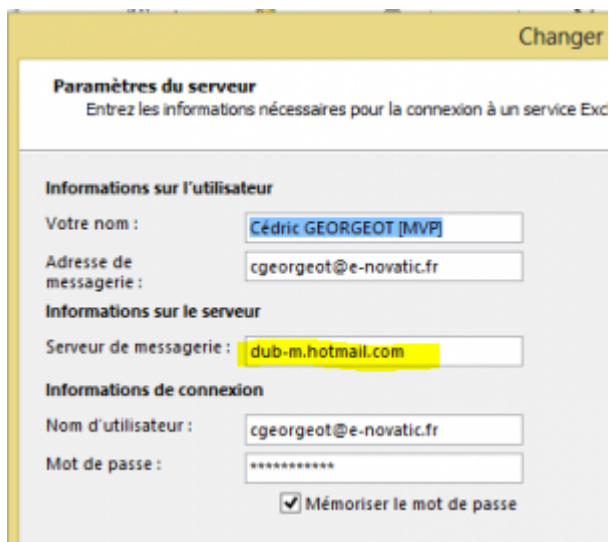 Changer
Paramètres du serveur
Entrez les informations nécessaires pour la connexion à un service Exc
Informations sur l'utilisateur
Votre nom :
Cédric GEORGEOT [MVP]
Adresse de
messagerie :
cgeorgeot@e-novatic.fr
Informations sur le serveur
Serveur de messagerie :
dub-m.hotmail.com
Informations de connexion
Nom d'utilisateur :
cgeorgeot@e-novatic.fr
Mot de passe :
***********
Mémoriser le mot de passe